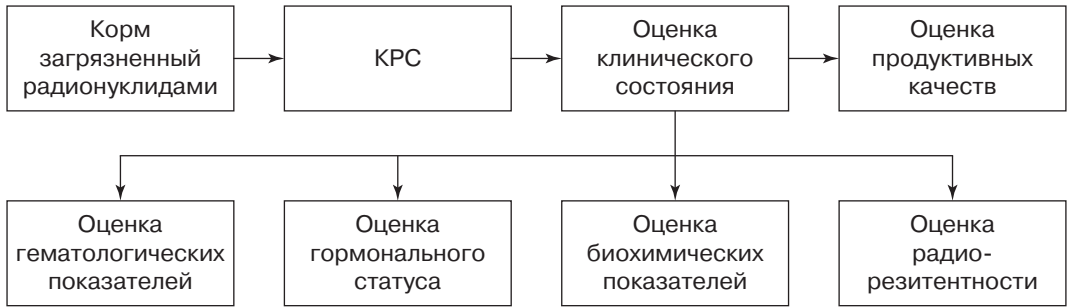 Корм
загрязненный
радионуклидами
КРС
Оценка
клинического
состояния
Оценка
продуктивных
качеств
Оценка
гематологических
показателей
Оценка
гормонального
статуса
Оценка
биохимических
показателей
Оценка
радио-
резитентности